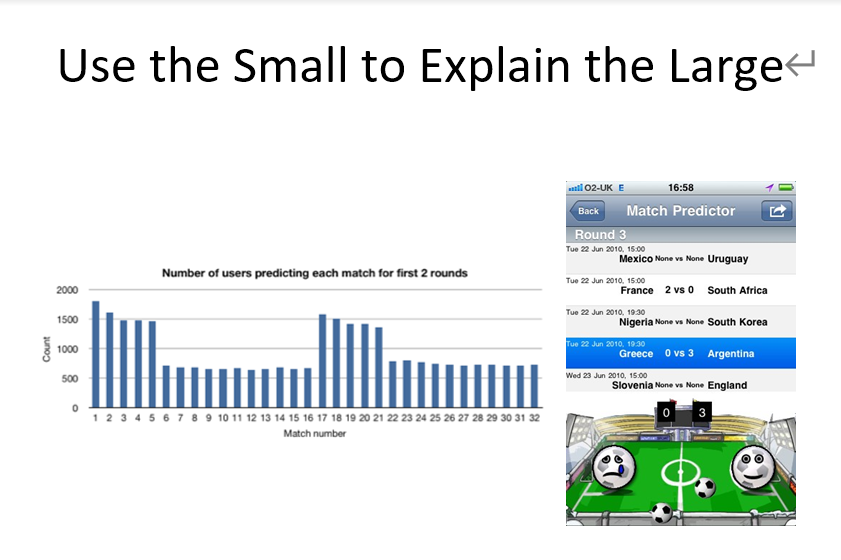 Use the Small to Explain the Large↵
Number of users predicting each match for first 2 rounds
2000
1500
1000
500
0
Count
1 2 3 4 5 6 7 8 9 10 11 12 13 14 15 16 17 18 19 20 21 22 23 24 25 26 27 28 29 30 31 32
Match number
O2-UK E 16:58
Back Match Predictor
Round 3
Tue 22 Jun 2010, 15:00
Mexico None vs None Uruguay
Tue 22 Jun 2010, 15:00
France 2 vs 0 South Africa
Tue 22 Jun 2010, 19:30
Nigeria None vs None South Korea
Tue 22 Jun 2010, 19:30
Greece 0 vs 3 Argentina
Wed 23 Jun 2010, 15:00
Slovenia None vs None England
0 3